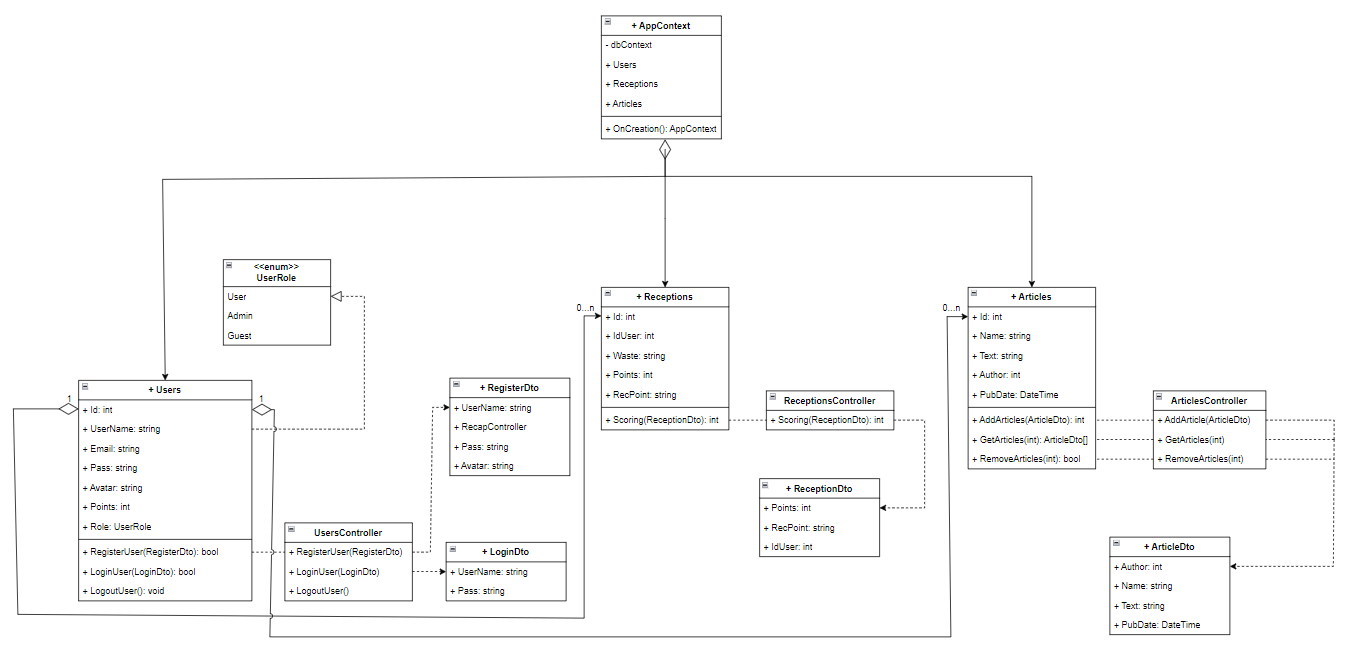 + AppContext
- dbContext
+ Users
+ Receptions
+ Articles
+ OnCreation(): AppContext
<<enum>>
UserRole
User
Admin
Guest
1
+ Users
1
+ Id: int
+ UserName: string
+ Email: string
+ Pass: string
+ Avatar: string
+ Points: int
+ Role: UserRole
+ RegisterUser(RegisterDto): bool
+ LoginUser(LoginDto): bool
+ LogoutUser(): void
UsersController
+ RegisterUser(RegisterDto)
+ LoginUser(LoginDto)
+ LogoutUser()
+ RegisterDto
+ UserName: string
+ RecapController
+ Pass: string
+ Avatar: string
+ LoginDto
+ UserName: string
+ Pass: string
0...n
+ Receptions
+ Id: int
+ IdUser: int
+ Waste: string
+ Points: int
+ RecPoint: string
+ Scoring(ReceptionDto): int
ReceptionsController
+ Scoring(ReceptionDto): int
+ ReceptionDto
+ Points: int
+ RecPoint: string
+ IdUser: int
0...n
+ Articles
+ Id: int
+ Name: string
+ Text: string
+ Author: int
+ PubDate: DateTime
+ AddArticles(ArticleDto): int
+ GetArticles(int): ArticleDto[]
+ RemoveArticles(int): bool
ArticlesController
+ AddArticle(ArticleDto)
+ GetArticles(int)
+ RemoveArticles(int)
+ ArticleDto
+ Author: int
+ Name: string
+ Text: string
+ PubDate: DateTime